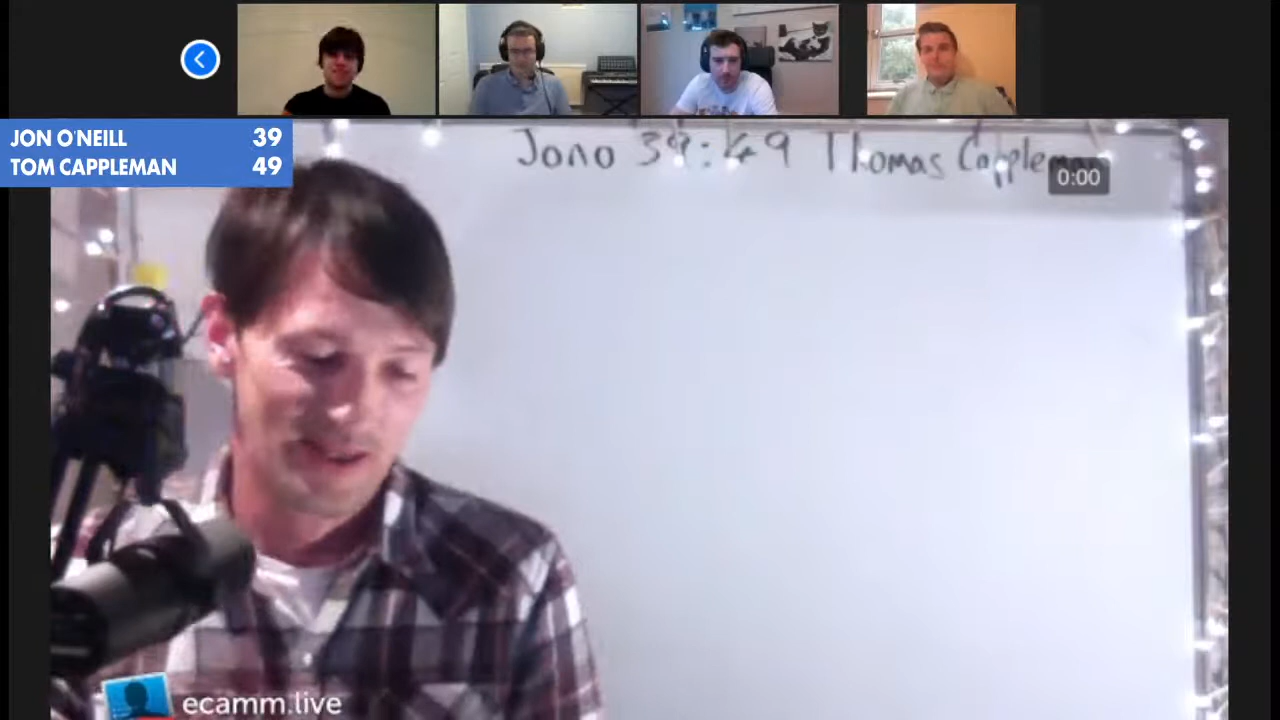 JON O'NEILL 39
TOM CAPPLEMAN 49
Jono 39:49 Thomas Cappleman
0:00
ecamm.live